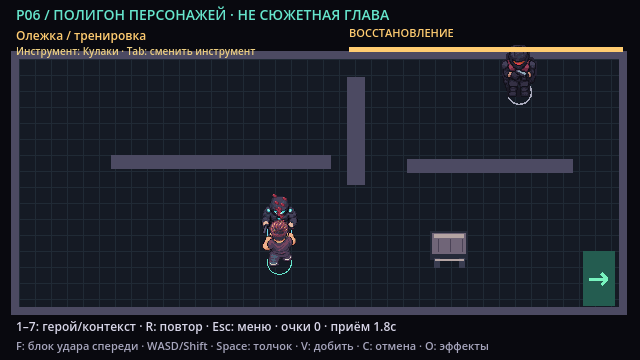 P06 / ПОЛИГОН ПЕРСОНАЖЕЙ · НЕ СЮЖЕТНАЯ ГЛАВА
Олежка / тренировка
ВОССТАНОВЛЕНИЕ
Инструмент: Кулаки · Tab: сменить инструмент
1–7: герой/контекст · R: повтор · Esc: меню · очки 0 · приём 1.8с
F: блок удара спереди · WASD/Shift · Space: толчок · V: добить · C: отмена · O: эффекты